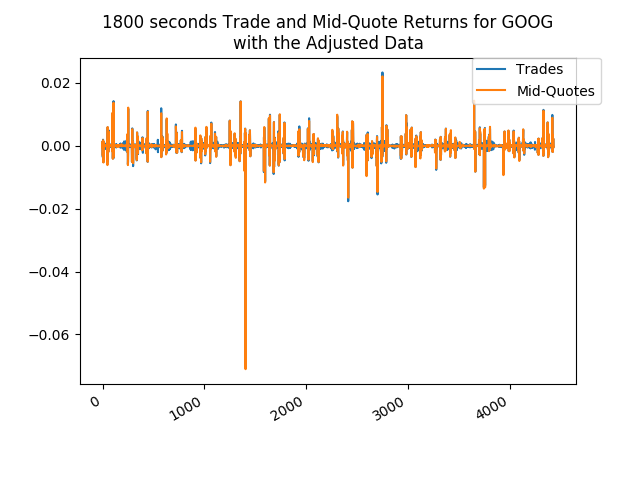 1800 seconds Trade and Mid-Quote Returns for GOOG
with the Adjusted Data
Trades
Mid-Quotes
0.02
0.00
−0.02
−0.04
−0.06
0
1000
2000
3000
4000